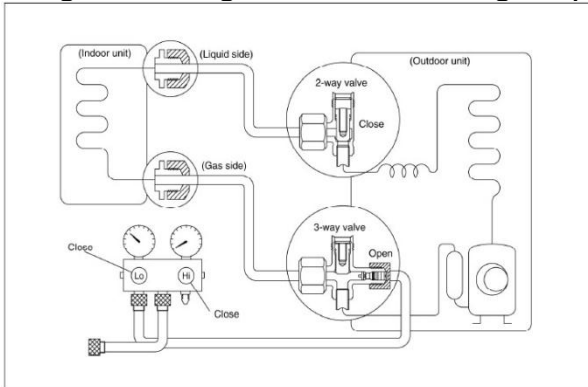 (Indoor unit)
(Liquid side)
(Outdoor unit)
2-way valve
Close
(Gas side)
3-way valve
Open
Close
Lo
Hi
Close